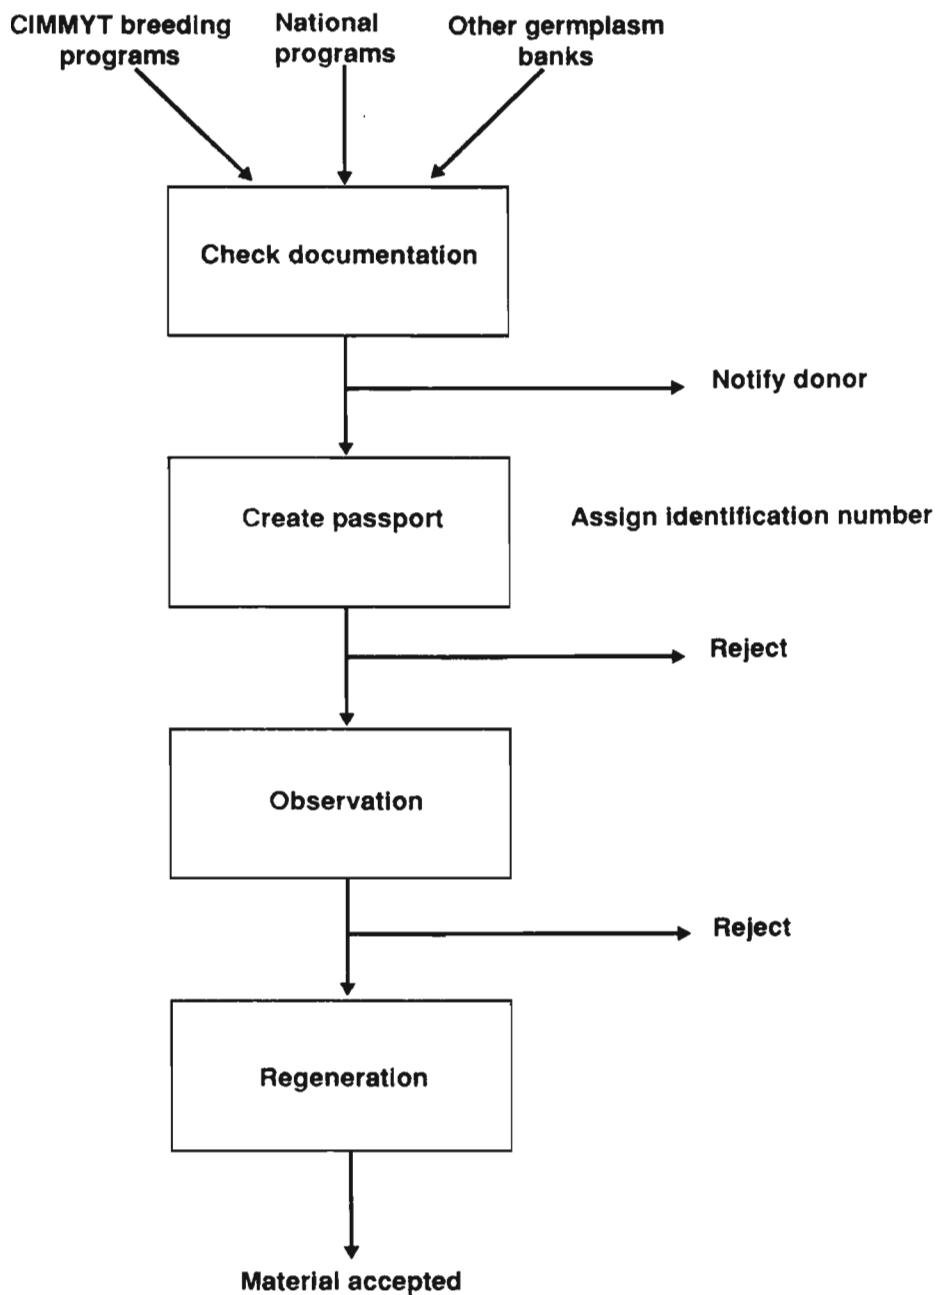 CIMMYT breeding
programs
National
programs
Other germplasm
banks
Check documentation
Notify donor
Create passport
Assign identification number
Reject
Observation
Reject
Regeneration
Material accepted